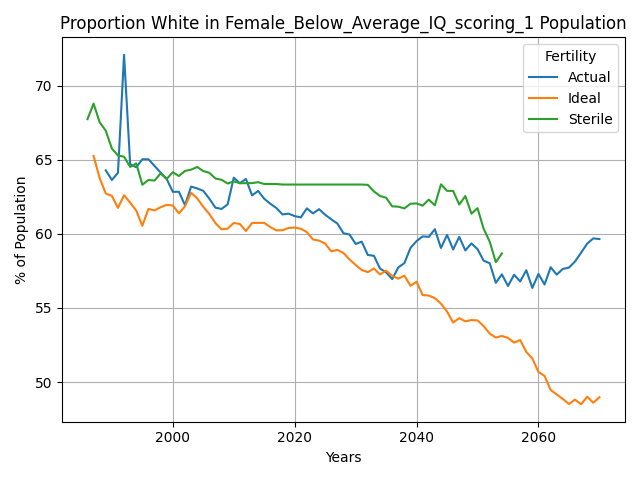 Proportion White in Female_Below_Average_IQ_scoring_1 Population
Fertility
Actual
Ideal
Sterile
% of Population
70
65
60
55
50
2000
2020
2040
2060
Years